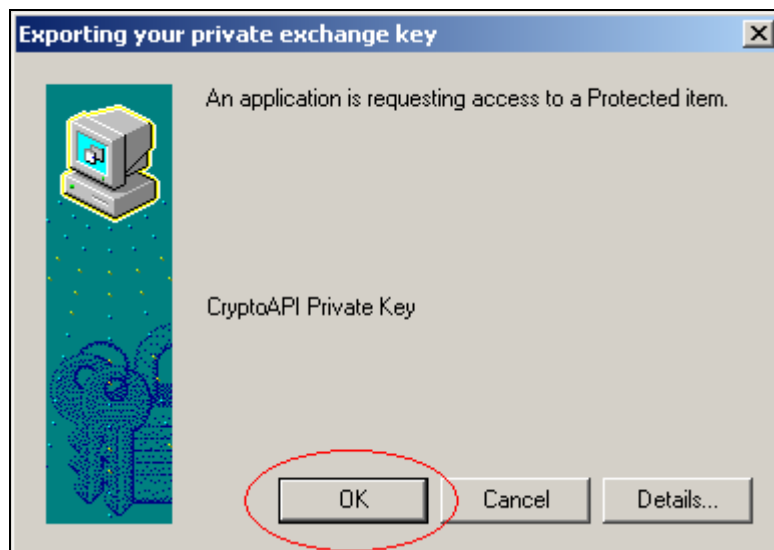 Exporting your private exchange key
An application is requesting access to a Protected item.
CryptoAPI Private Key
OK Cancel Details...